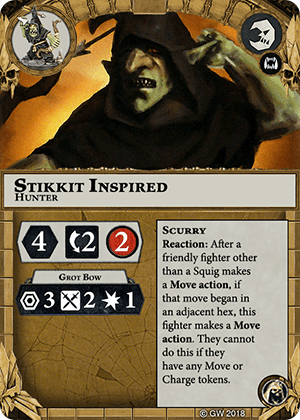 STIKKIT INSPIRED
HUNTER
4 2 2
GROT BOW
3 2 1
SCURRY
Reaction: After a
friendly fighter other
than a Squig makes
a Move action, if
that move began in
an adjacent hex, this
fighter makes a Move
action. They cannot
do this if they
have any Move or
Charge tokens.
© GW 2018